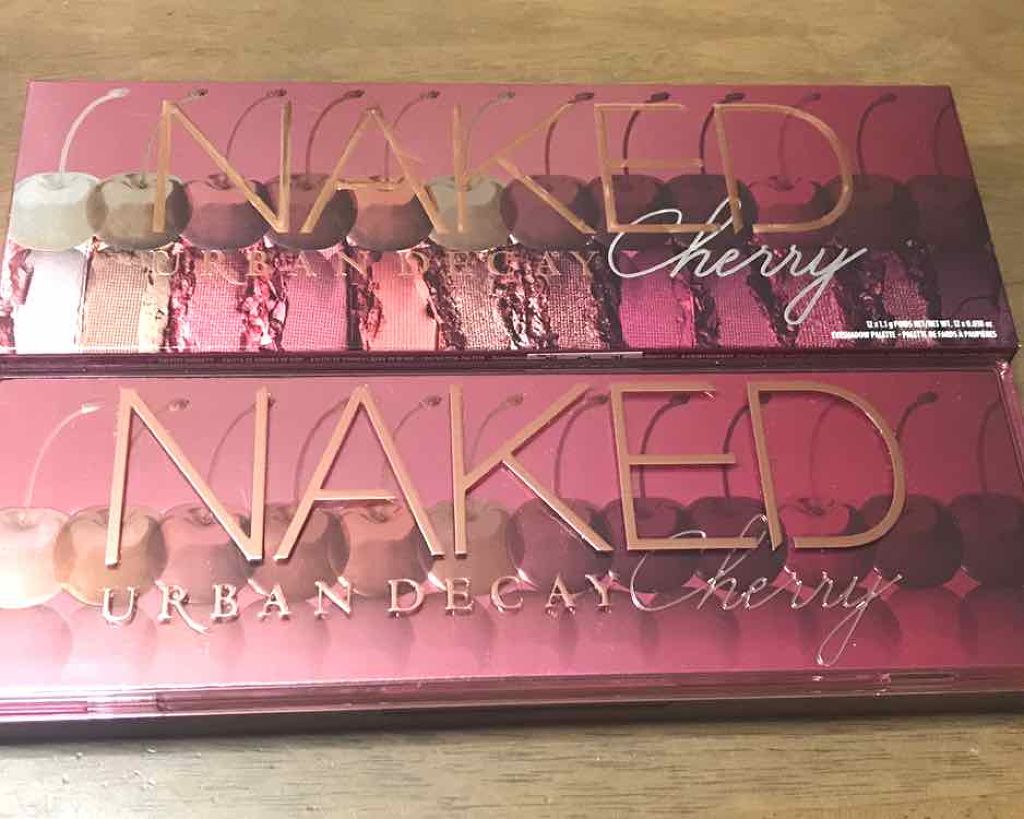 NAKED
URBAN DECAY Cherry
12 x 1.1 g POIDS NET/NET WT. 12 x 0.038 oz
EYESHADOW PALETTE - PALETTE DE FARDS À PAUPIÈRES
NAKED
URBAN DECAY Cherry